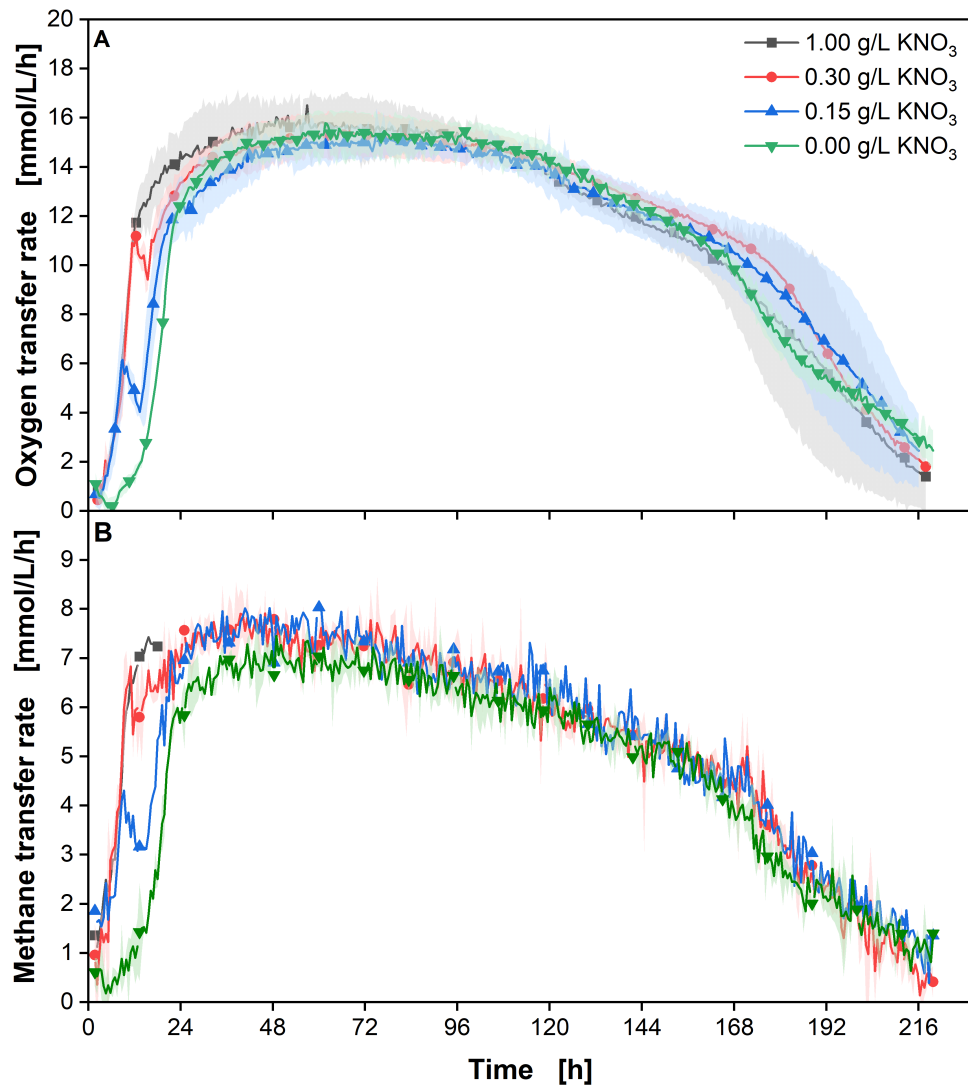 A
1.00 g/L KNO₃
0.30 g/L KNO₃
0.15 g/L KNO₃
0.00 g/L KNO₃
Oxygen transfer rate [mmol/L/h]
20
18
16
14
12
10
8
6
4
2
0
B
Methane transfer rate [mmol/L/h]
9
8
7
6
5
4
3
2
1
0
0 24 48 72 96 120 144 168 192 216
Time [h]